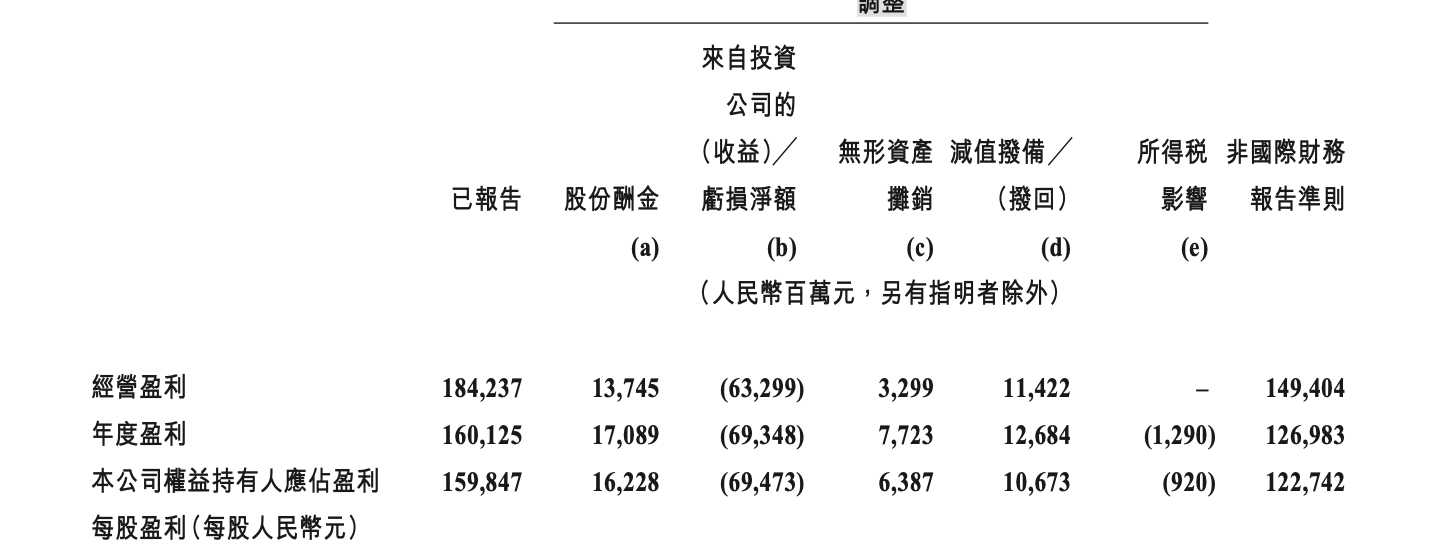 調整
來自投資
公司的
（收益）╱ 無形資產 減值撥備╱ 所得稅 非國際財務
已報告 股份酬金 虧損淨額 攤銷 （撥回） 影響 報告準則
(a) (b) (c) (d) (e)
（人民幣百萬元，另有指明者除外）
經營盈利 184,237 13,745 (63,299) 3,299 11,422 – 149,404
年度盈利 160,125 17,089 (69,348) 7,723 12,684 (1,290) 126,983
本公司權益持有人應佔盈利 159,847 16,228 (69,473) 6,387 10,673 (920) 122,742
每股盈利（每股人民幣元）